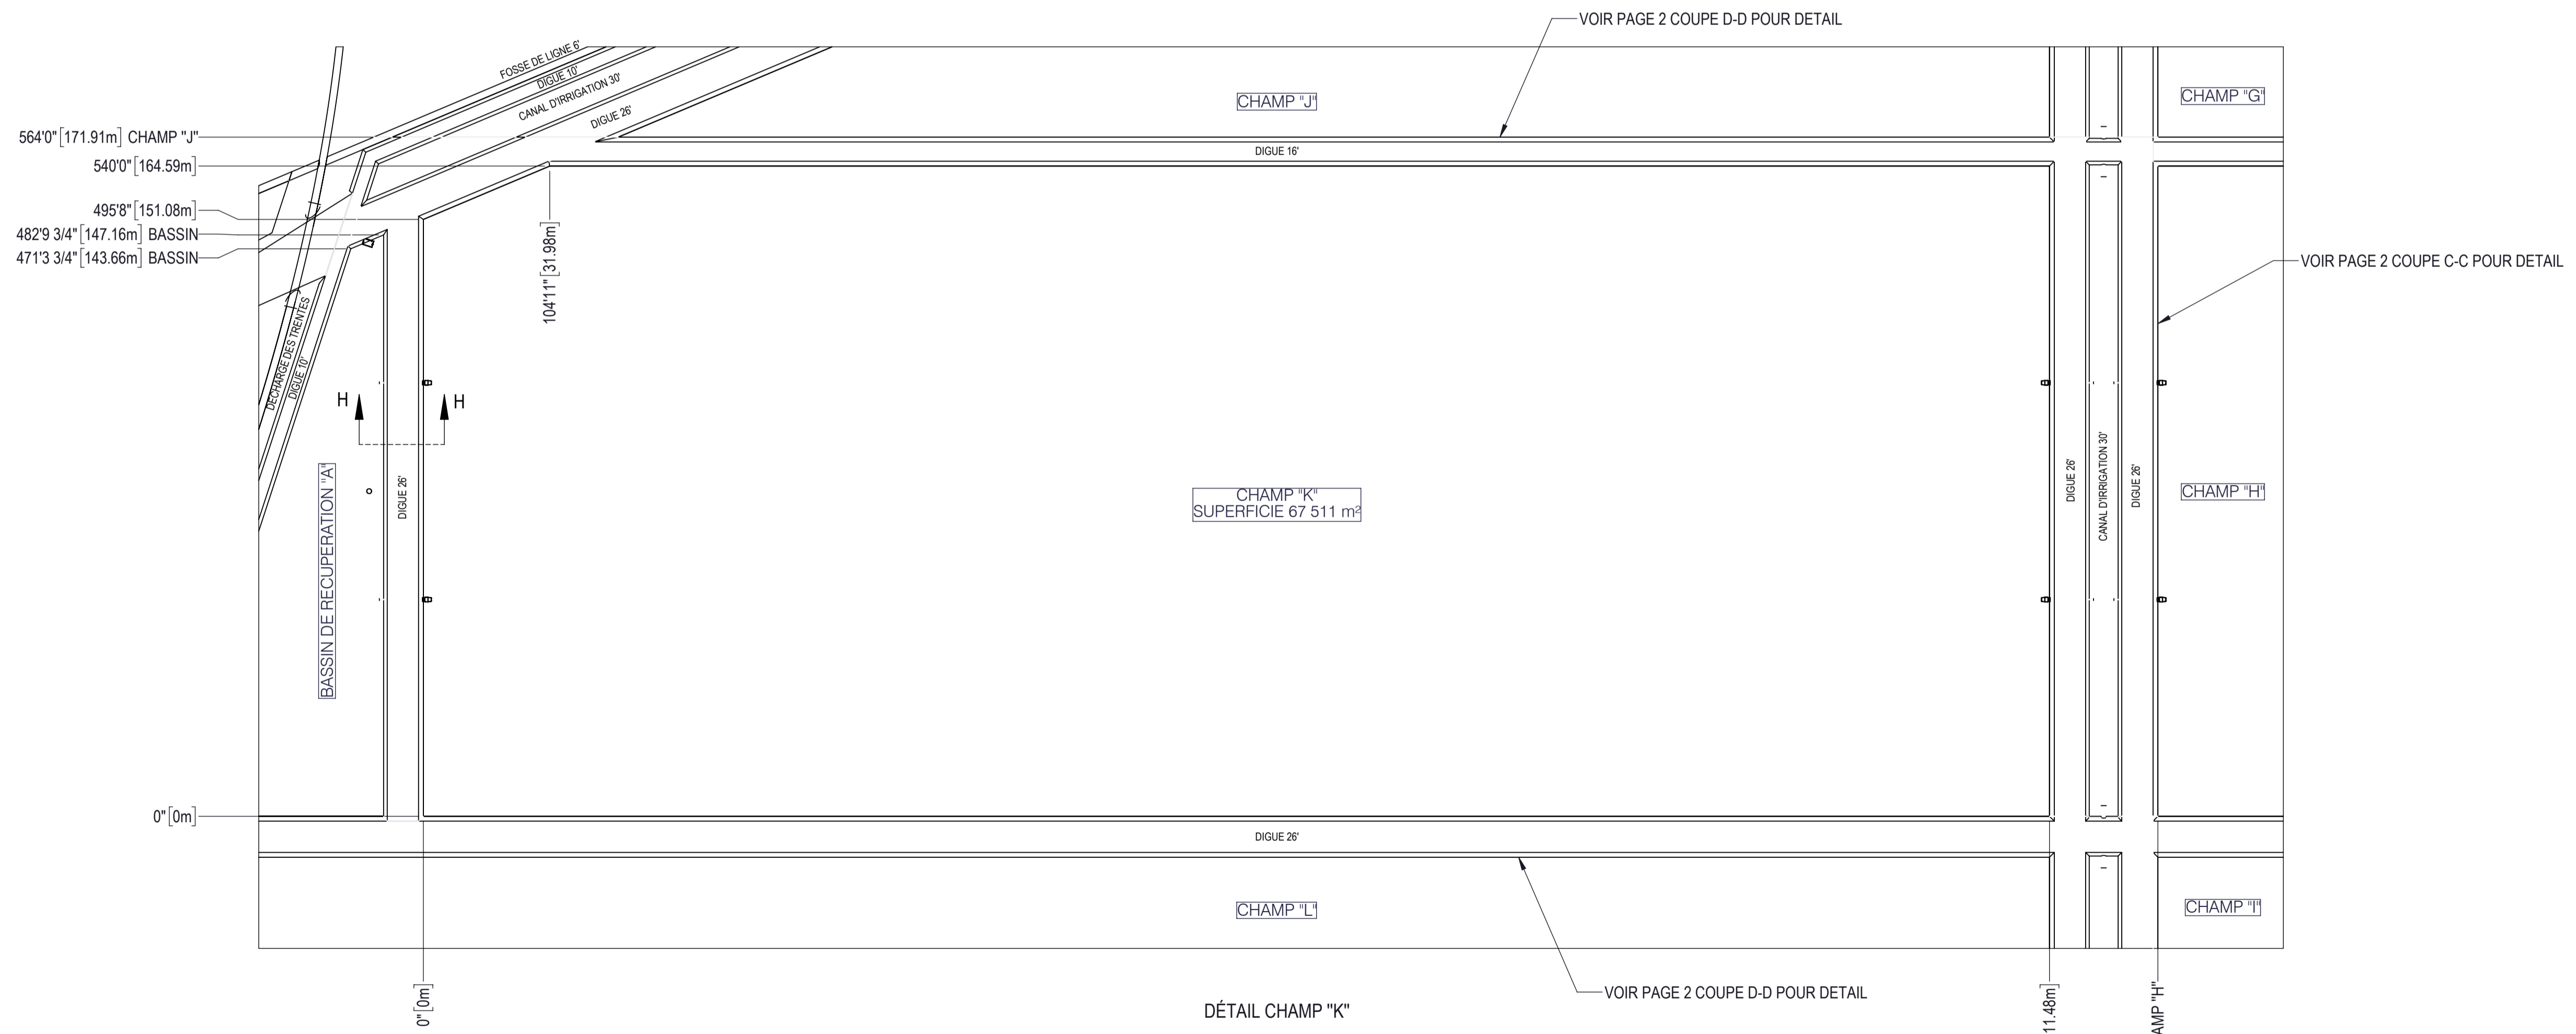 VOIR PAGE 2 COUPE D-D POUR DETAIL
FOSSE DE LIGNE 6'
DIGUE 10'
CANAL D'IRRIGATION 30'
DIGUE 26'
CHAMP "J"
CHAMP "G"
564'0" [171.91m] CHAMP "J"
540'0" [164.59m]
495'8" [151.08m]
482'9 3/4" [147.16m] BASSIN
471'3 3/4" [143.66m] BASSIN
DIGUE 16'
104'11" [31.98m]
VOIR PAGE 2 COUPE C-C POUR DETAIL
DECHARGE DES TRENTES
DIGUE 10'
H
H
BASSIN DE RECUPERATION "A"
DIGUE 26'
CHAMP "K"
SUPERFICIE 67 511 m²
DIGUE 26'
CANAL D'IRRIGATION 30'
DIGUE 26'
CHAMP "H"
0" [0m]
DIGUE 26'
CHAMP "L"
CHAMP "I"
VOIR PAGE 2 COUPE D-D POUR DETAIL
0" [0m]
DÉTAIL CHAMP "K"
11.48m]
AMP "H"